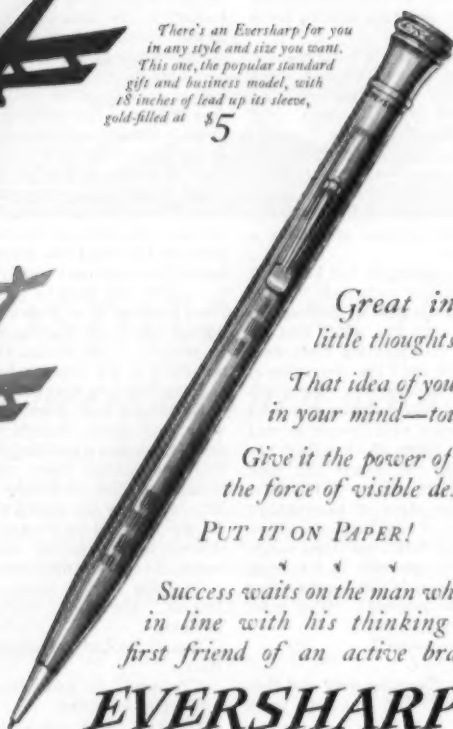 There's an Eversharp for you
in any style and size you want.
This one, the popular standard
gift and business model, with
18 inches of lead up its sleeve,
gold-filled at $5
Great in
little thoughts
That idea of you
in your mind—tou
Give it the power of
the force of visible de
PUT IT ON PAPER!
Success waits on the man wh
in line with his thinking
first friend of an active bra
EVERSHARP